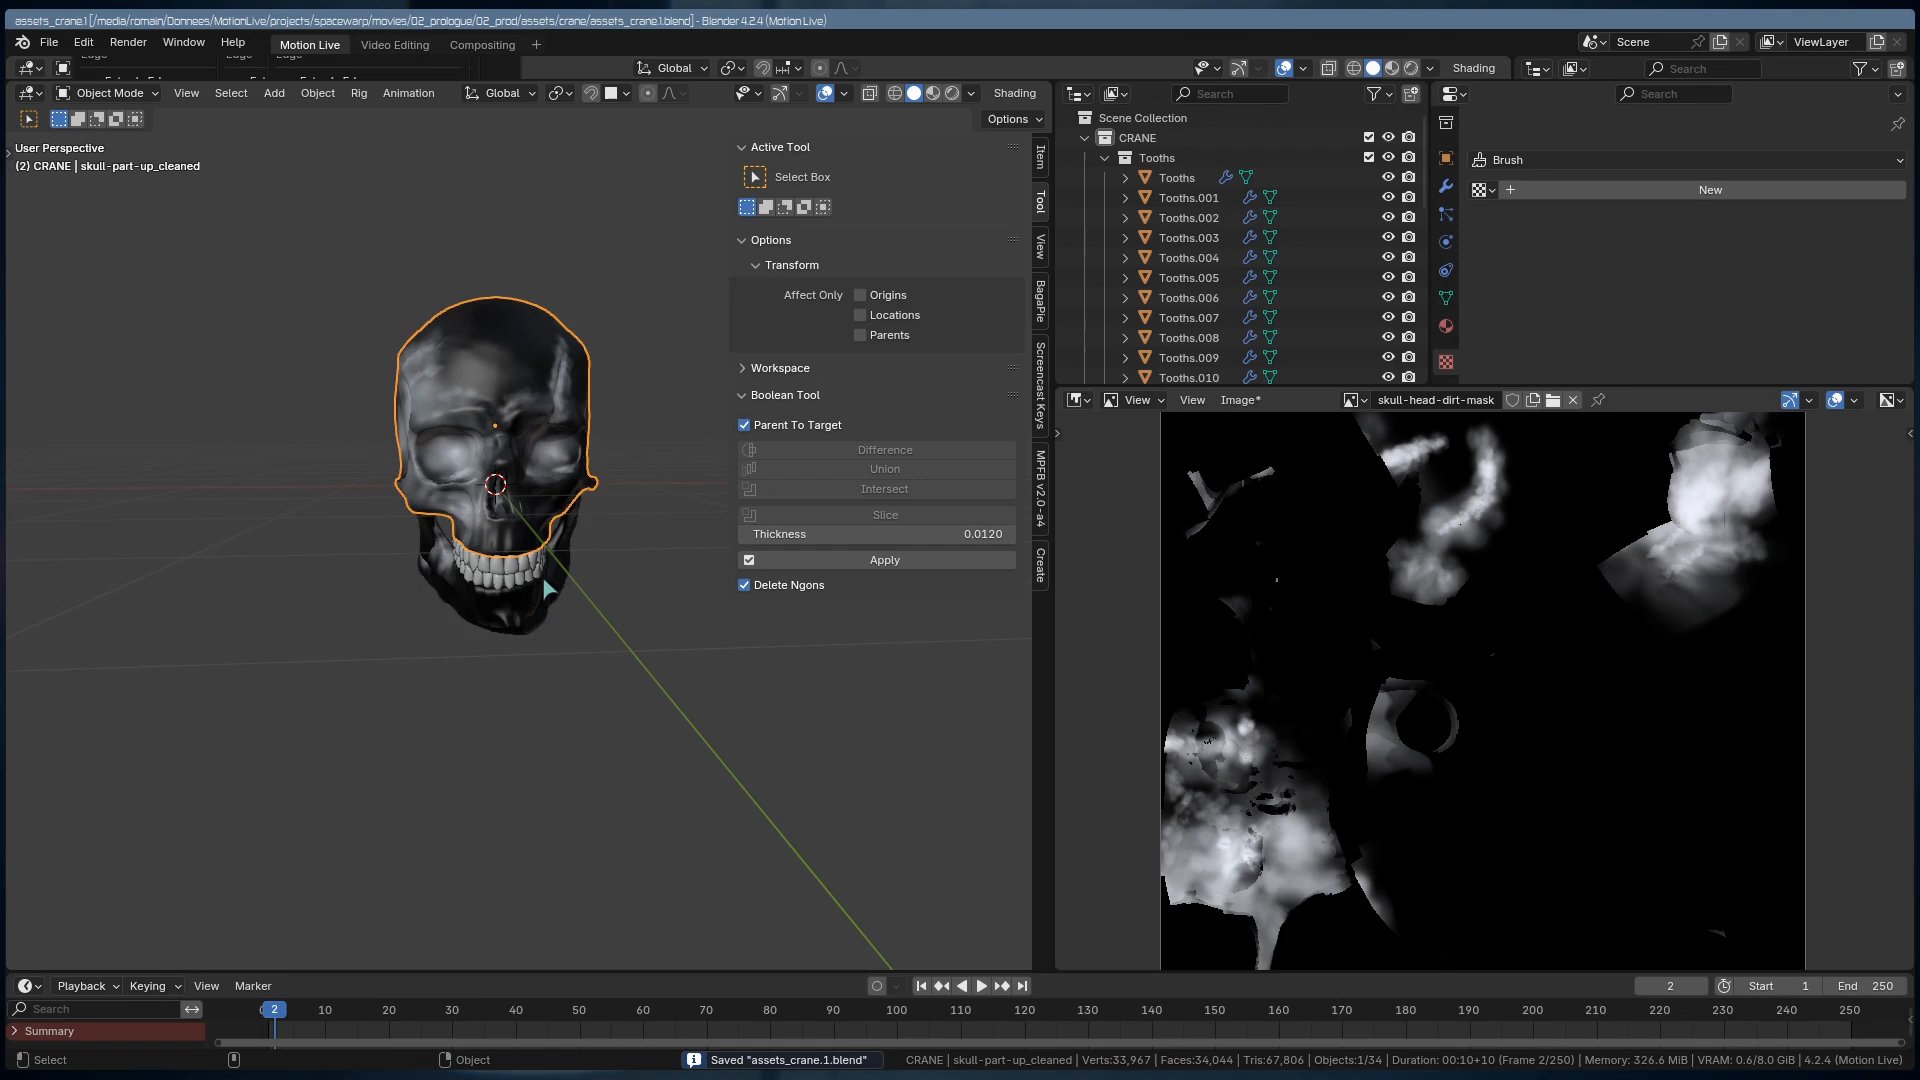 assets_crane.1 [/media/romain/Donnees/MotionLive/projects/spacewarp/movies/02_prologue/02_prod/assets/crane/assets_crane.1.blend] - Blender 4.2.4 (Motion Live)
File Edit Render Window Help Motion Live Video Editing Compositing + Scene ViewLayer
Global Shading Search
Object Mode View Select Add Object Rig Animation Global Shading Search Search
Options
User Perspective
(2) CRANE | skull-part-up_cleaned
Active Tool
Select Box
Options
Transform
Affect Only Origins
Locations
Parents
Workspace
Boolean Tool
Parent To Target
Difference
Union
Intersect
Slice
Thickness 0.0120
Apply
Delete Ngons
Item
Tool
View
BagaPie
Screencast Keys
MPFB v2.0-a4
Create
Scene Collection
CRANE
Tooths
Tooths
Tooths.001
Tooths.002
Tooths.003
Tooths.004
Tooths.005
Tooths.006
Tooths.007
Tooths.008
Tooths.009
Tooths.010
Brush
New
View View Image* skull-head-dirt-mask
Playback Keying View Marker 2 Start 1 End 250
Search 2 10 20 30 40 50 60 70 80 90 100 110 120 130 140 150 160 170 180 190 200 210 220 230 240 250
Summary
Select Object Saved "assets_crane.1.blend" CRANE | skull-part-up_cleaned | Verts:33,967 | Faces:34,044 | Tris:67,806 | Objects:1/34 | Duration: 00:10+10 (Frame 2/250) | Memory: 326.6 MiB | VRAM: 0.6/8.0 GiB | 4.2.4 (Motion Live)